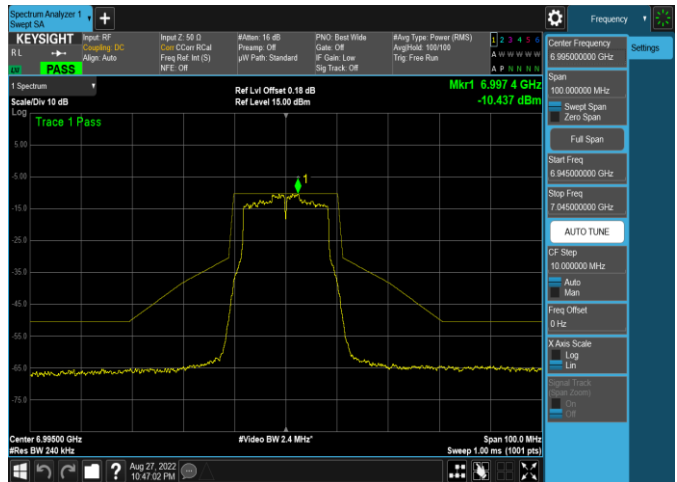 Spectrum Analyzer 1
Swept SA
+
Frequency
KEYSIGHT
RL
LV
PASS
Input: RF
Coupling: DC
Align: Auto
Input Z: 50 Ω
Corr CCorr RCal
Freq Ref: Int (S)
NFE: Off
#Atten: 16 dB
Preamp: Off
µW Path: Standard
PNO: Best Wide
Gate: Off
IF Gain: Low
Sig Track: Off
#Avg Type: Power (RMS)
Avg|Hold: 100/100
Trig: Free Run
1 2 3 4 5 6
A W W W W W
A P N N N N
1 Spectrum
Scale/Div 10 dB
Ref Lvl Offset 0.18 dB
Ref Level 15.00 dBm
Mkr1 6.997 4 GHz
-10.437 dBm
Log
Trace 1 Pass
1
5.00
-5.00
-15.0
-25.0
-35.0
-45.0
-55.0
-65.0
-75.0
Center 6.99500 GHz
#Res BW 240 kHz
#Video BW 2.4 MHz*
Span 100.0 MHz
Sweep 1.00 ms (1001 pts)
Aug 27, 2022
10:47:02 PM
?
Center Frequency
6.995000000 GHz
Span
100.000000 MHz
Swept Span
Zero Span
Full Span
Start Freq
6.945000000 GHz
Stop Freq
7.045000000 GHz
AUTO TUNE
CF Step
10.000000 MHz
Auto
Man
Freq Offset
0 Hz
X Axis Scale
Log
Lin
Signal Track
(Span Zoom)
On
Off
Settings